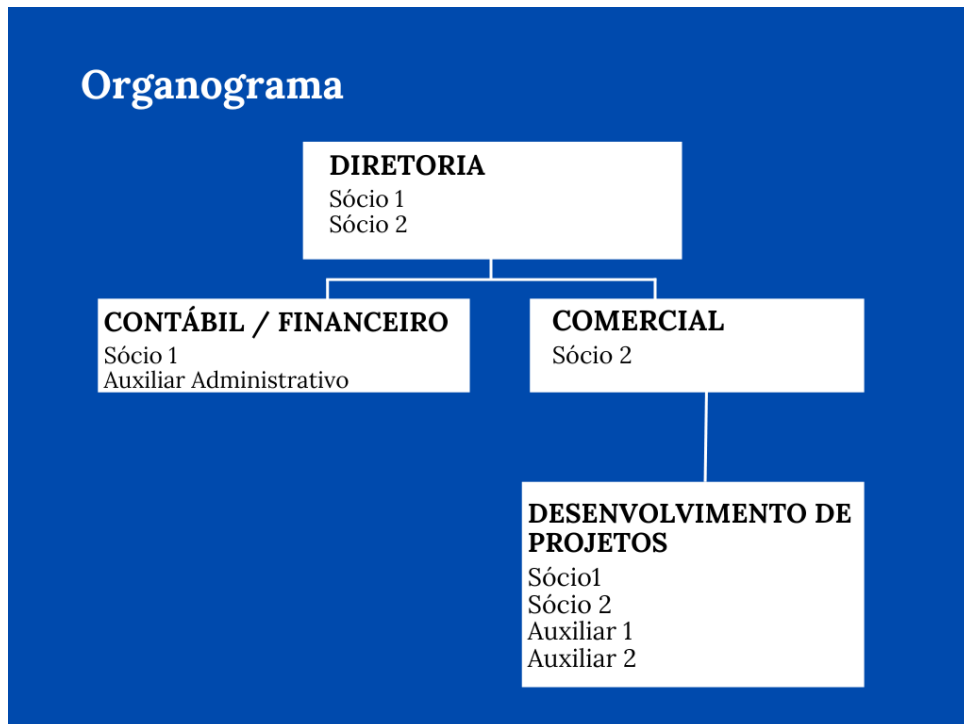 Organograma
DIRETORIA
Sócio 1
Sócio 2
CONTÁBIL / FINANCEIRO
Sócio 1
Auxiliar Administrativo
COMERCIAL
Sócio 2
DESENVOLVIMENTO DE
PROJETOS
Sócio1
Sócio 2
Auxiliar 1
Auxiliar 2